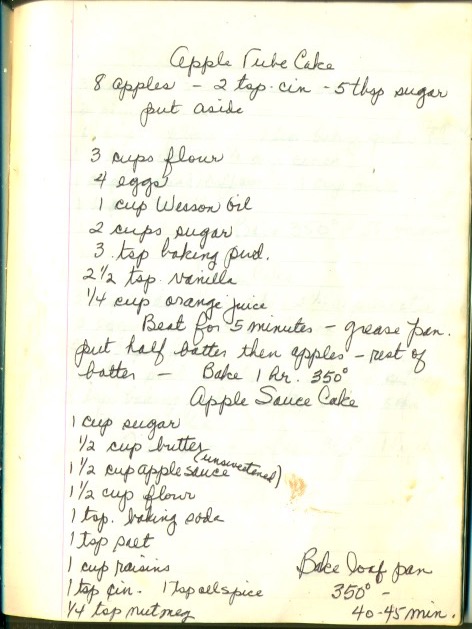 Apple Tube Cake
8 apples - 2 tsp. cin - 5 tbsp sugar
put aside
3 cups flour
4 eggs
1 cup Wesson Oil
2 cups sugar
3 tsp baking pwd.
2 1/2 tsp. vanilla
1/4 cup orange juice
Beat for 5 minutes - grease pan.
put half batter then apples - rest of
batter - Bake 1 hr. 350°
Apple Sauce Cake
1 cup sugar
1/2 cup butter
1 1/2 cup applesauce (unsweetened)
1 1/2 cup flour
1 tsp. baking soda
1 tsp salt
1 cup raisins
1 tsp cin. 1 tsp allspice
1/4 tsp nutmeg
Bake loaf pan
350° -
40-45 min.